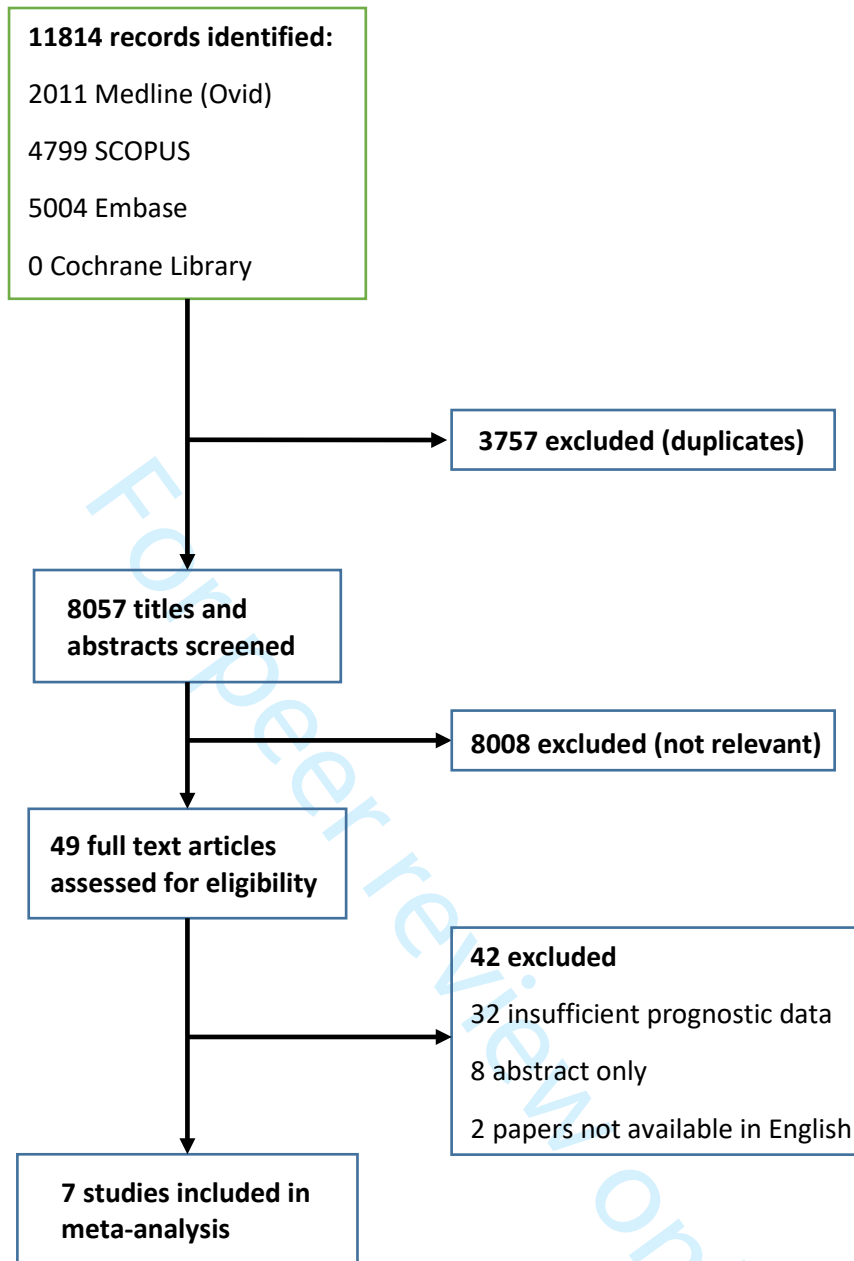 11814 records identified:
2011 Medline (Ovid)
4799 SCOPUS
5004 Embase
0 Cochrane Library
3757 excluded (duplicates)
8057 titles and
abstracts screened
8008 excluded (not relevant)
49 full text articles
assessed for eligibility
42 excluded
32 insufficient prognostic data
8 abstract only
2 papers not available in English
7 studies included in
meta-analysis
For peer review on